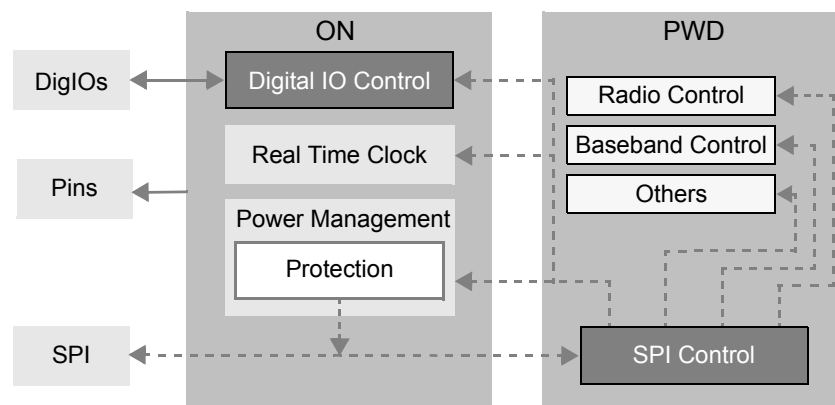 ON
PWD
DigIOs
Digital IO Control
Radio Control
Real Time Clock
Baseband Control
Pins
Others
Power Management
Protection
SPI
SPI Control